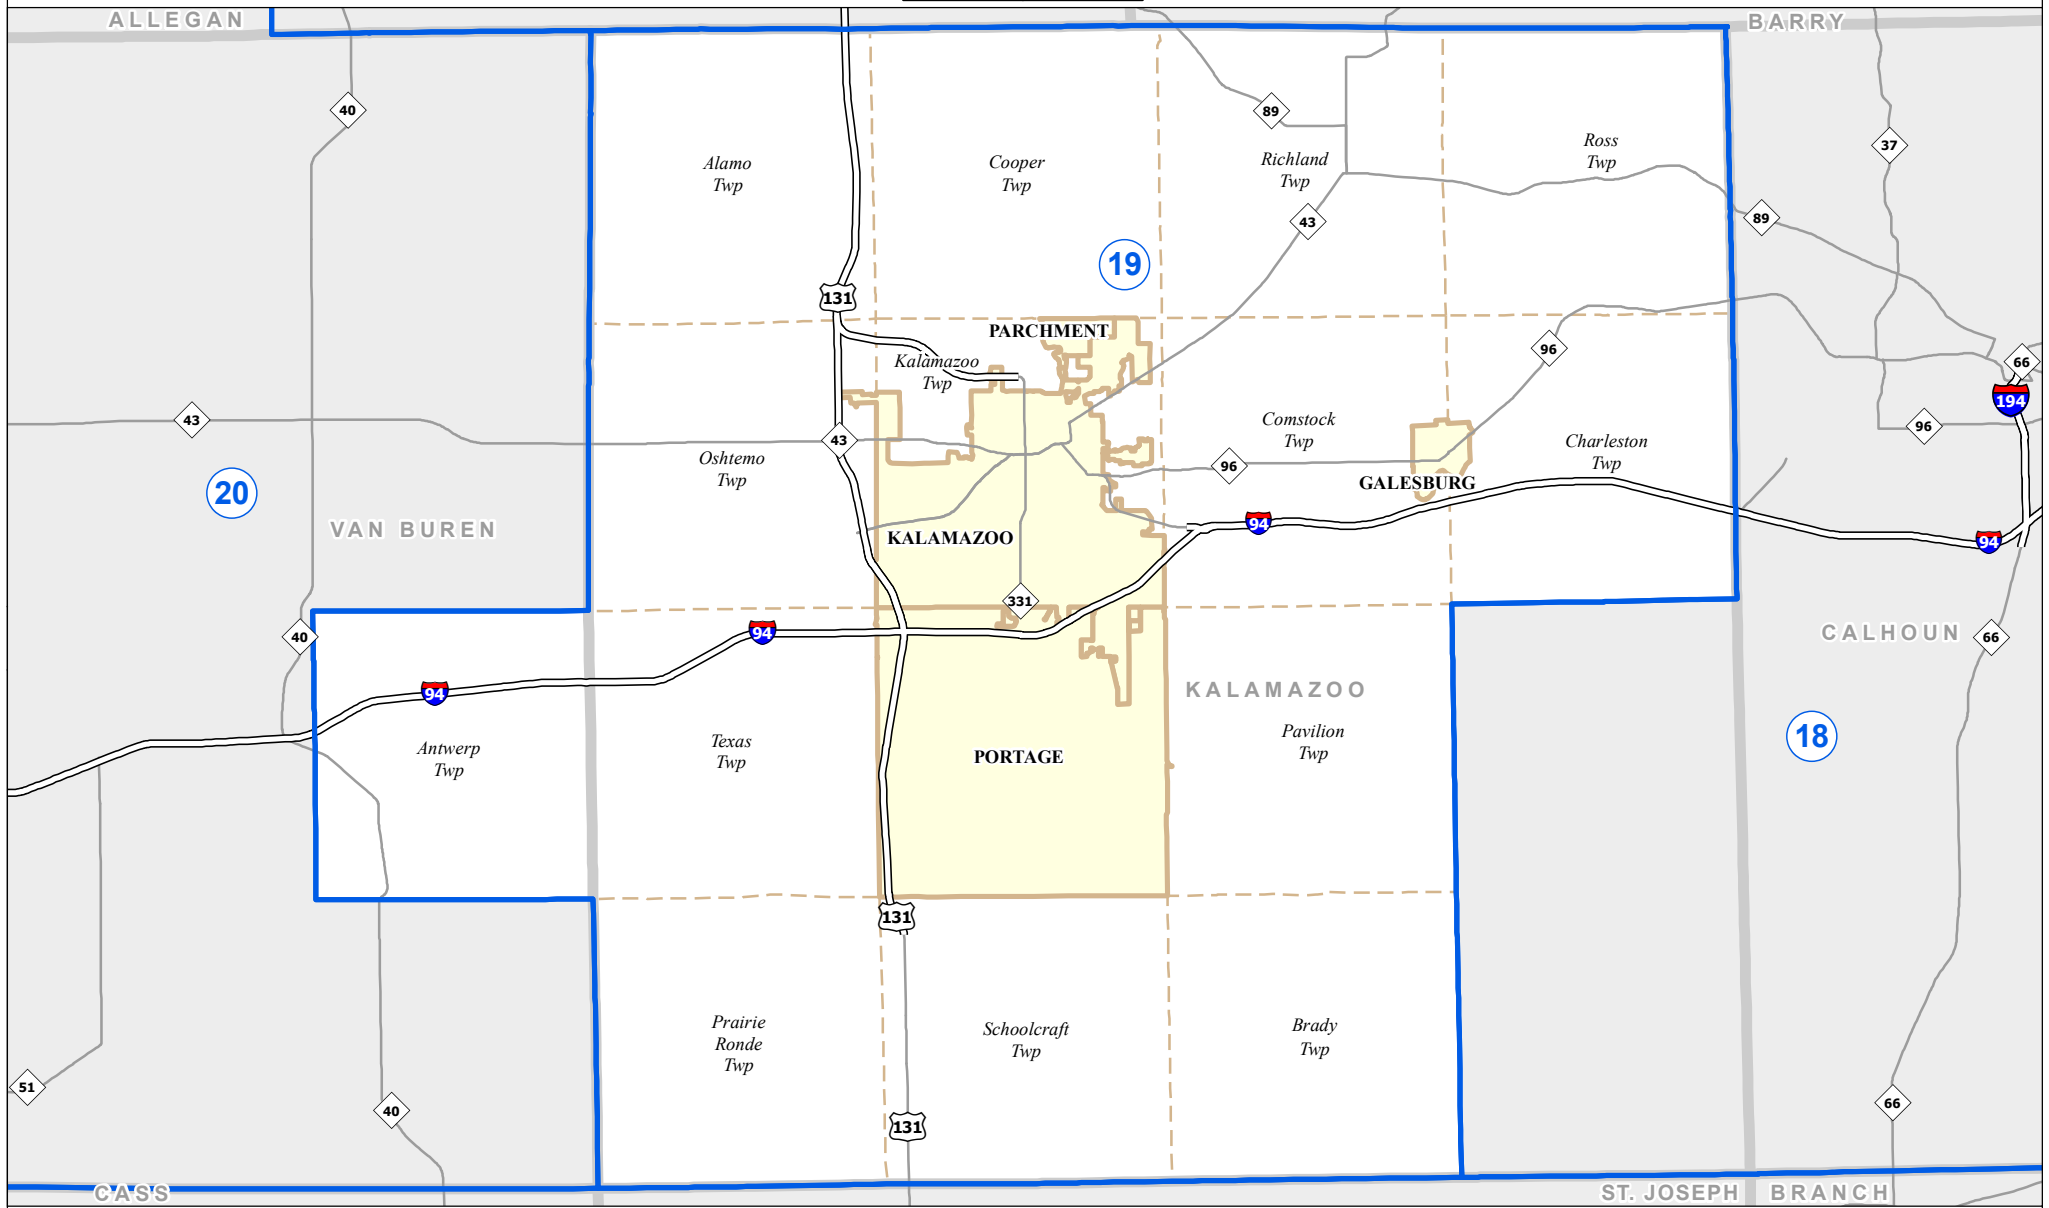 ALLEGAN
BARRY
40
89
37
Alamo
Twp
Cooper
Twp
Richland
Twp
Ross
Twp
43
89
19
131
PARCHMENT
Kalamazoo
Twp
96
66
194
43
43
Comstock
Twp
96
Charleston
Twp
Oshtemo
Twp
96
GALESBURG
20
VAN BUREN
KALAMAZOO
94
94
331
40
94
CALHOUN
66
94
KALAMAZOO
Antwerp
Twp
Texas
Twp
PORTAGE
Pavilion
Twp
18
131
Prairie
Ronde
Twp
Schoolcraft
Twp
Brady
Twp
51
40
131
66
CASS
ST. JOSEPH
BRANCH